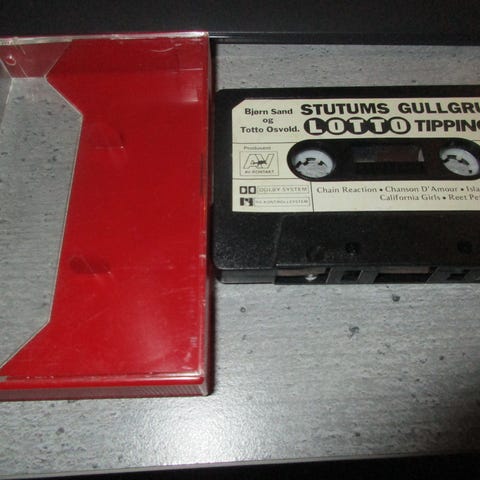 Bjørn Sand
og
Totto Osvold.
STUTUMS GULLGRU
LOTTO TIPPING
Produsent
AV
AV-KONTAKT
DOLBY SYSTEM
AV-KONTROLLSYSTEM
Chain Reaction • Chanson D'Amour • Isla
California Girls • Reet Pe